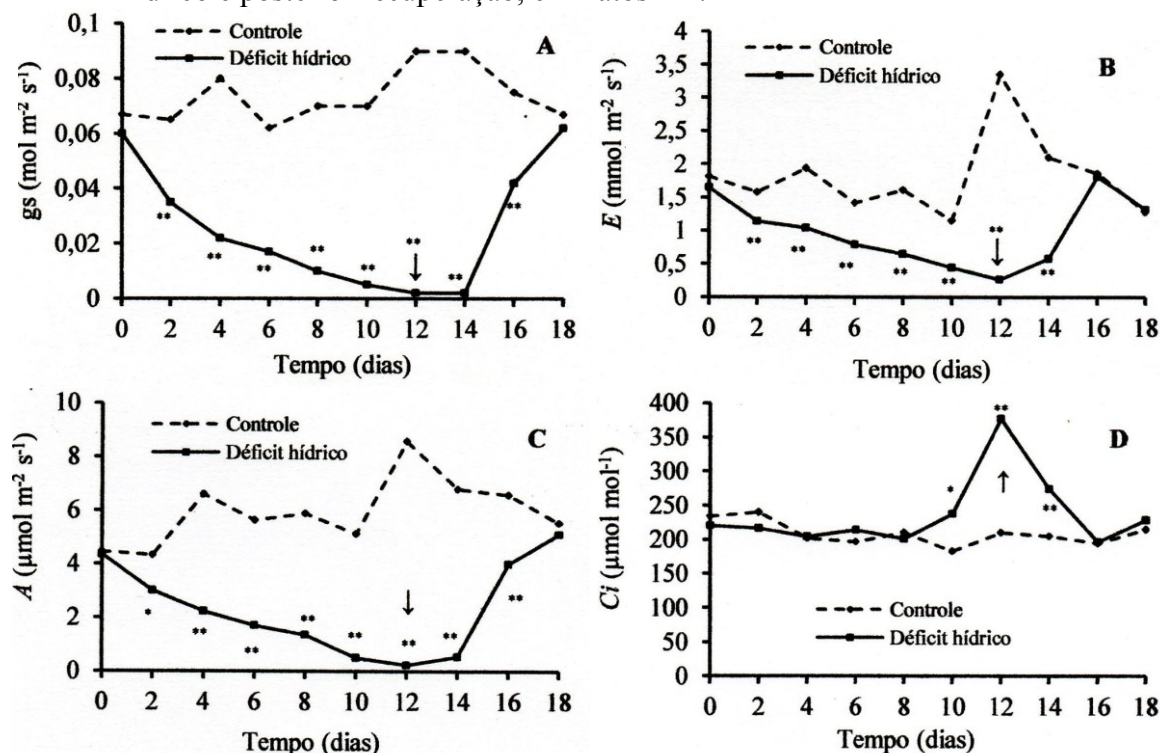 Controle
Déficit hídrico
A
gs (mol m⁻² s⁻¹)
0,1
0,08
0,06
0,04
0,02
0
** ** ** ** ** ** ** **
0 2 4 6 8 10 12 14 16 18
Tempo (dias)
Controle
Déficit hídrico
B
E (mmol m⁻² s⁻¹)
4
3,5
3
2,5
2
1,5
1
0,5
0
** ** ** ** ** ** **
0 2 4 6 8 10 12 14 16 18
Tempo (dias)
Controle
Déficit hídrico
C
A (µmol m⁻² s⁻¹)
10
8
6
4
2
0
* ** ** ** ** ** ** **
0 2 4 6 8 10 12 14 16 18
Tempo (dias)
D
Ci (µmol mol⁻¹)
400
350
300
250
200
150
100
50
0
* ** **
Controle
Déficit hídrico
0 2 4 6 8 10 12 14 16 18
Tempo (dias)